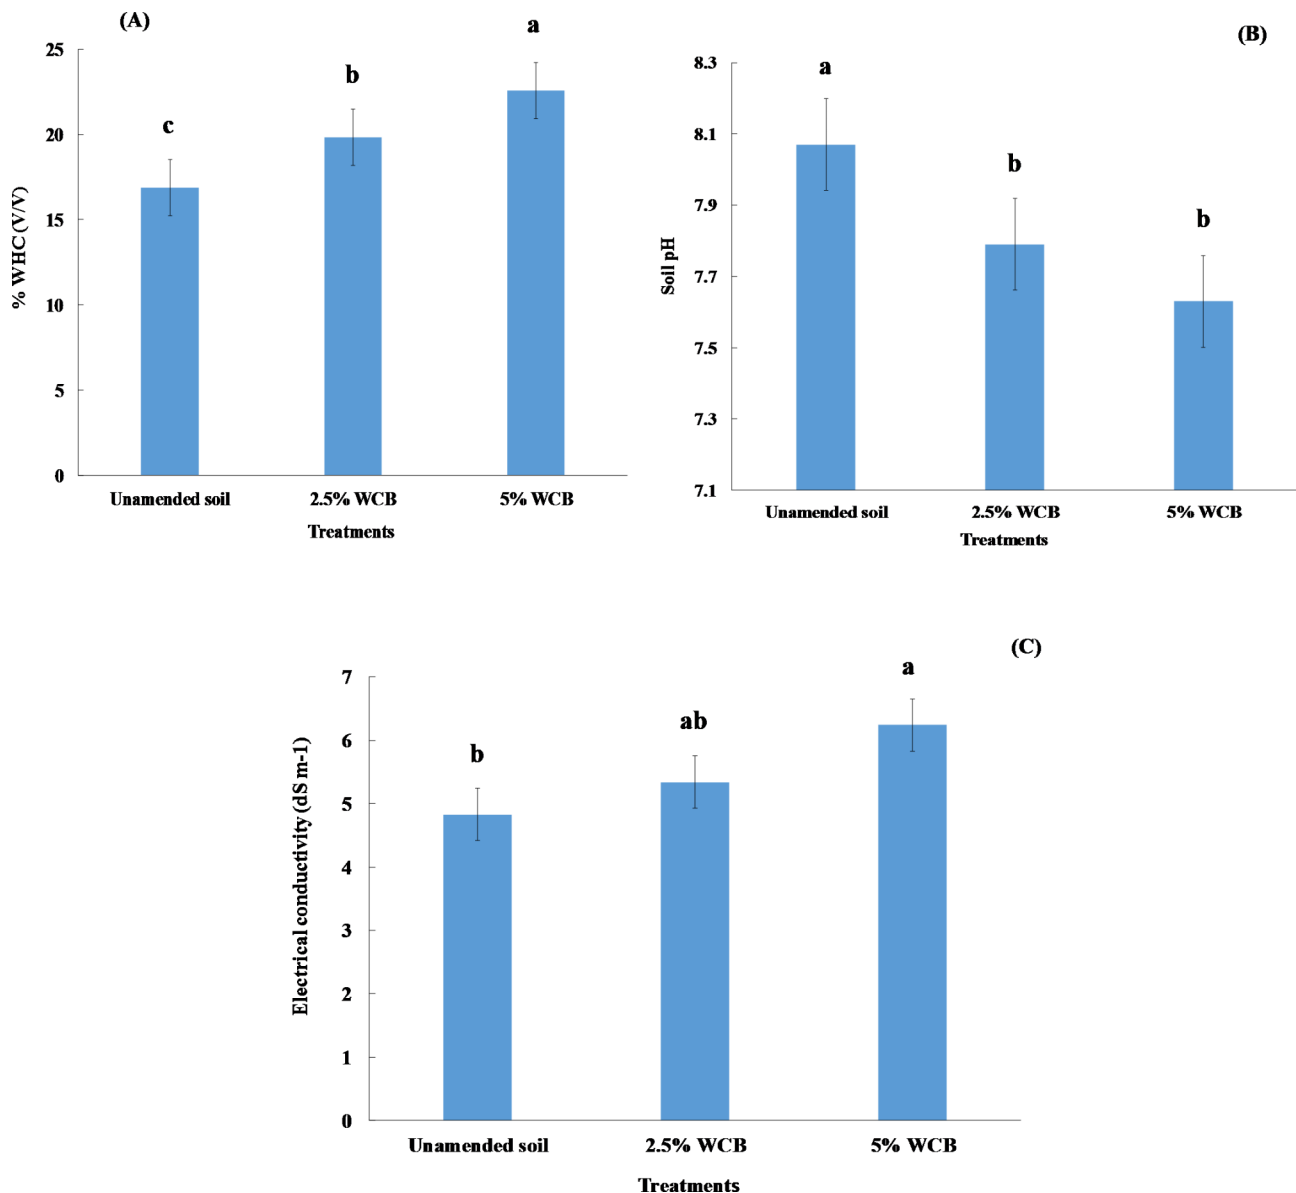 (A)
25
20
15
10
5
0
% WHC (V/V)
c
b
a
Unamended soil 2.5% WCB 5% WCB
Treatments
(B)
8.3
8.1
7.9
7.7
7.5
7.3
7.1
Soil pH
a
b
b
Unamended soil 2.5% WCB 5% WCB
Treatments
(C)
7
6
5
4
3
2
1
0
Electrical conductivity (dS m-1)
b
ab
a
Unamended soil 2.5% WCB 5% WCB
Treatments